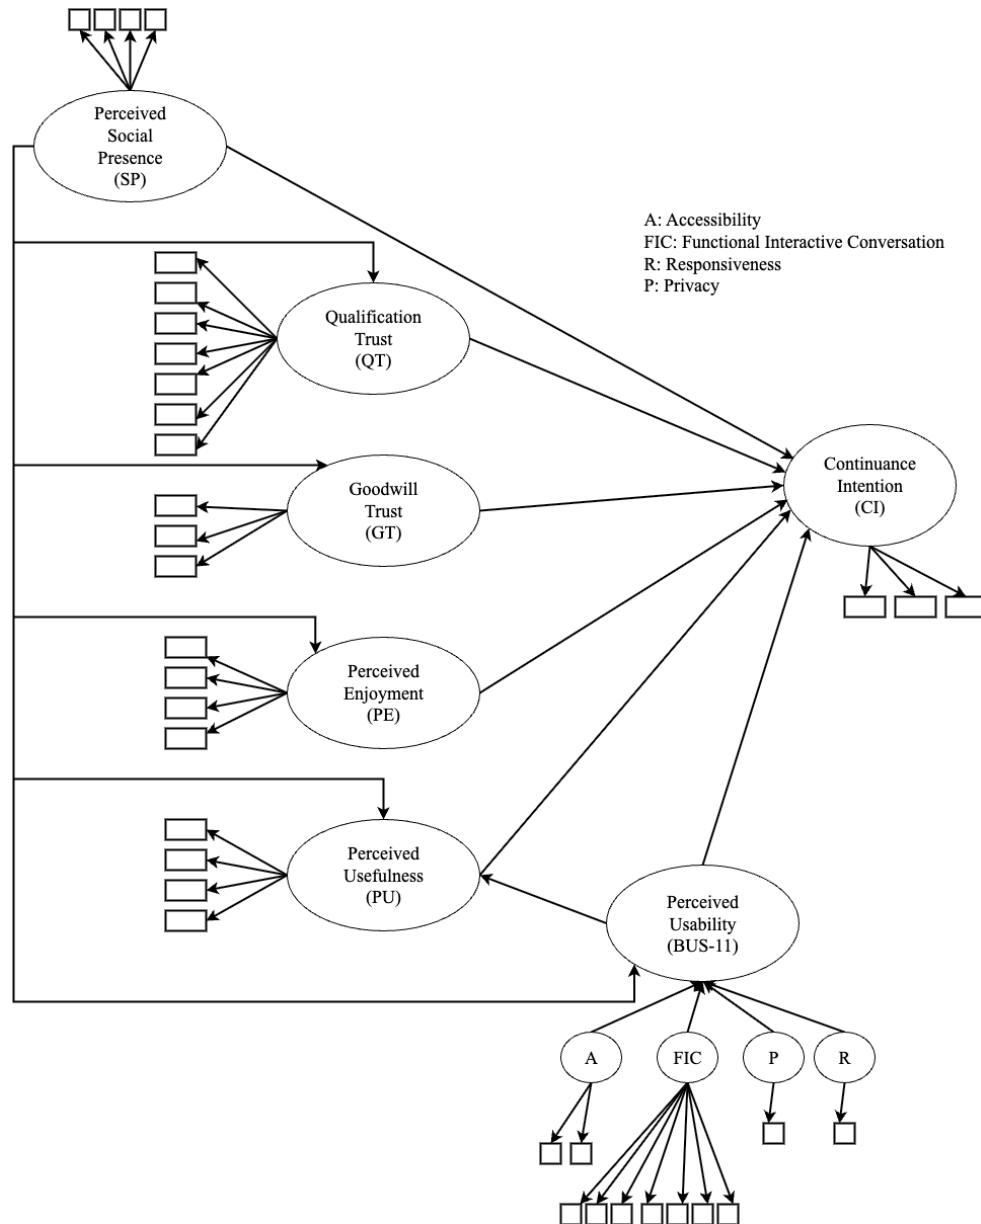 Perceived
Social
Presence
(SP)
A: Accessibility
FIC: Functional Interactive Conversation
R: Responsiveness
P: Privacy
Qualification
Trust
(QT)
Goodwill
Trust
(GT)
Continuance
Intention
(CI)
Perceived
Enjoyment
(PE)
Perceived
Usefulness
(PU)
Perceived
Usability
(BUS-11)
A
FIC
P
R